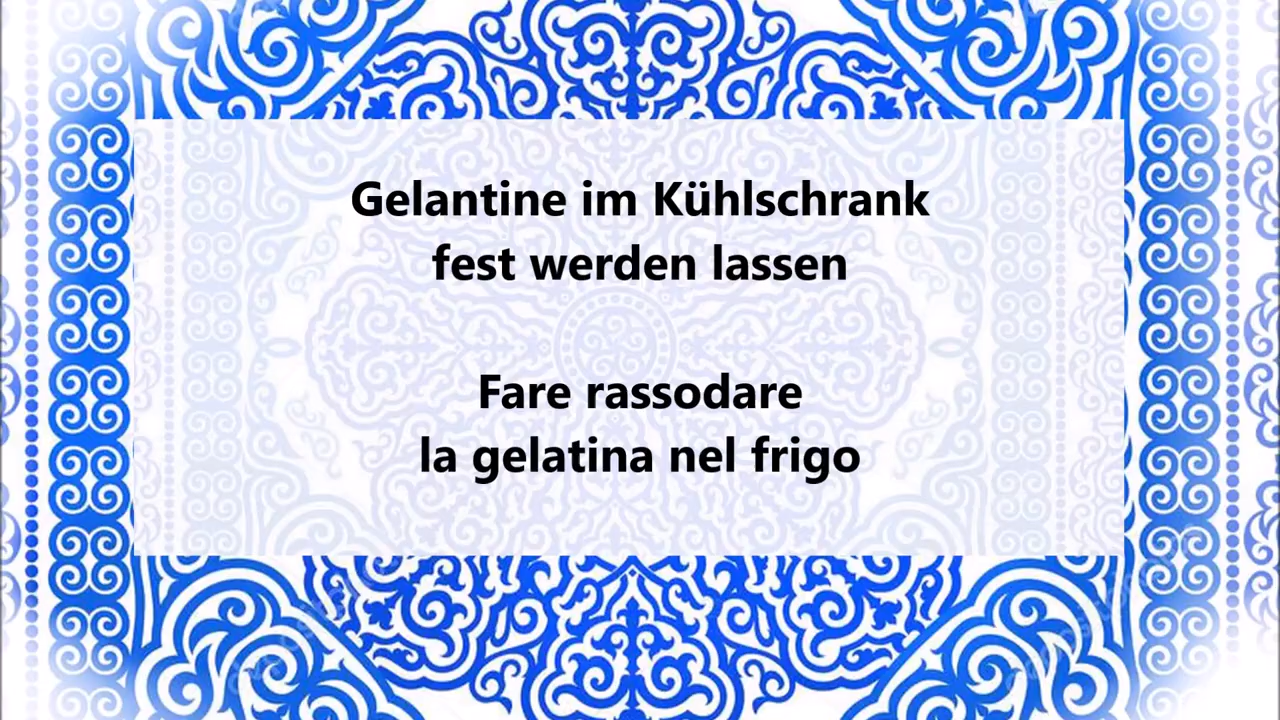 Gelantine im Kühlschrank
fest werden lassen
Fare rassodare
la gelatina nel frigo